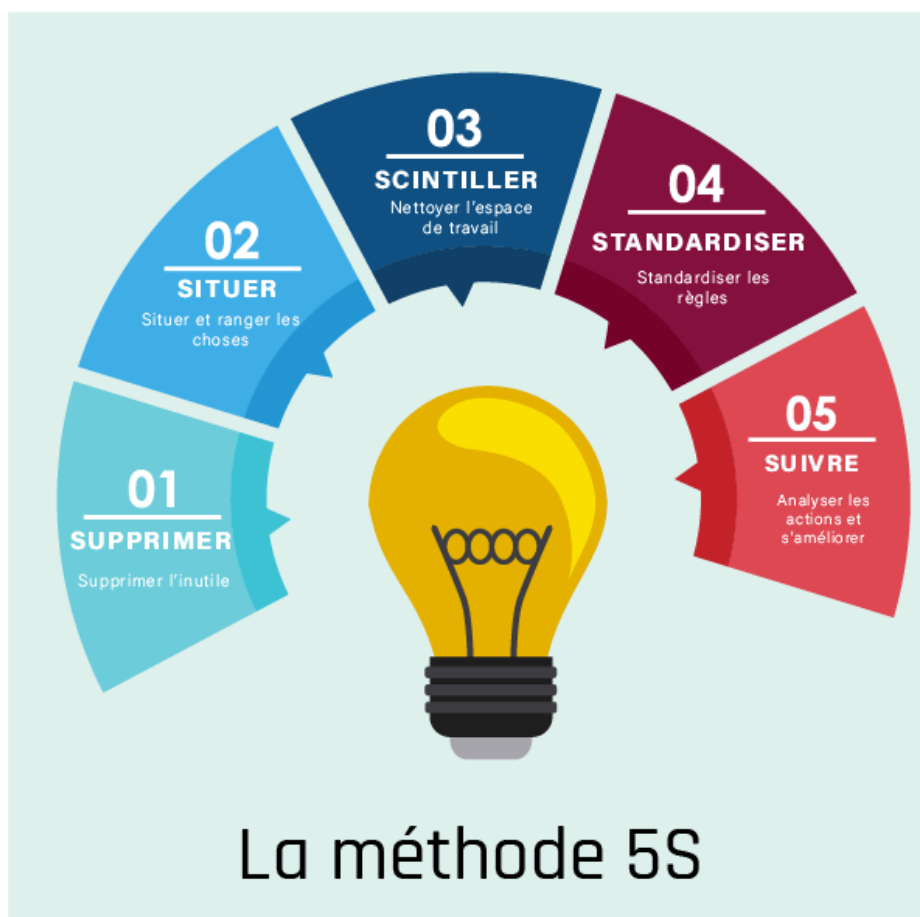 01
SUPPRIMER
Supprimer l'inutile
02
SITUER
Situer et ranger les
choses
03
SCINTILLER
Nettoyer l'espace
de travail
04
STANDARDISER
Standardiser les
règles
05
SUIVRE
Analyser les
actions et
s'améliorer
La méthode 5S